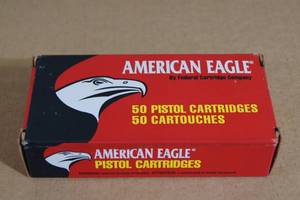 AMERICAN EAGLE®
By Federal Cartridge Company
50 PISTOL CARTRIDGES
50 CARTOUCHES
AMERICAN EAGLE®
PISTOL CARTRIDGES